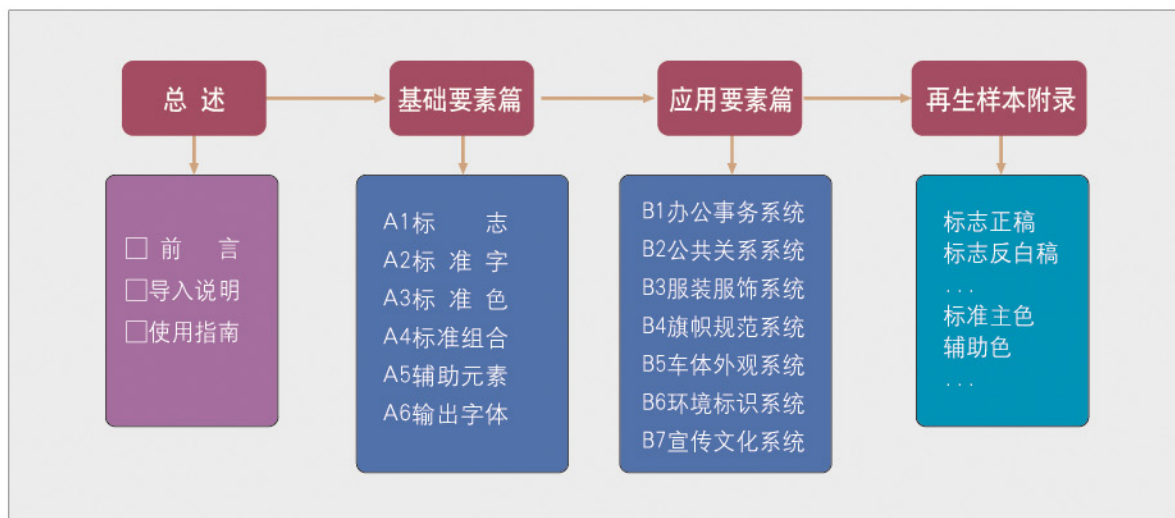 总 述
基础要素篇
应用要素篇
再生样本附录
□ 前 言
□导入说明
□使用指南
A1标 志
A2标 准 字
A3标 准 色
A4标准组合
A5辅助元素
A6输出字体
B1办公事务系统
B2公共关系系统
B3服装服饰系统
B4旗帜规范系统
B5车体外观系统
B6环境标识系统
B7宣传文化系统
标志正稿
标志反白稿
...
标准主色
辅助色
...